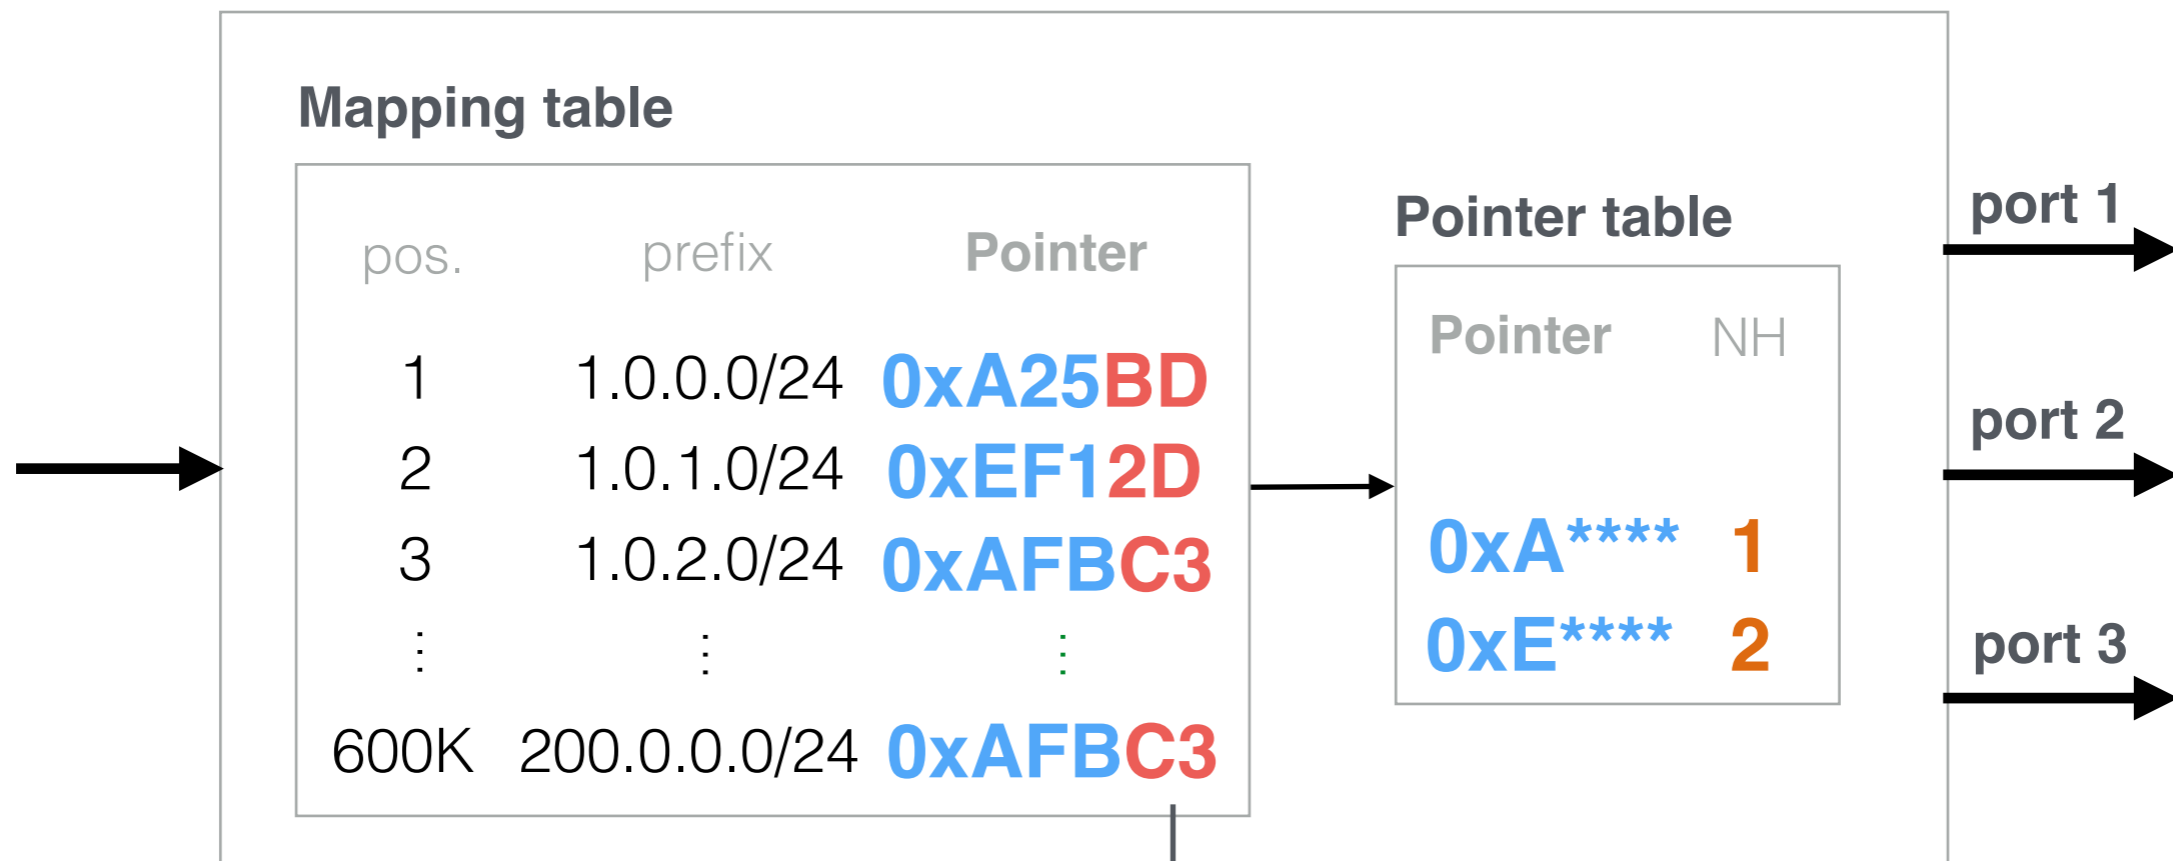 Mapping table
pos. prefix Pointer
1 1.0.0.0/24 0xA25BD
2 1.0.1.0/24 0xEF12D
3 1.0.2.0/24 0xAFBC3
⋮ ⋮ ⋮
600K 200.0.0.0/24 0xAFBC3
Pointer table
Pointer NH
0xA**** 1
0xE**** 2
port 1
port 2
port 3